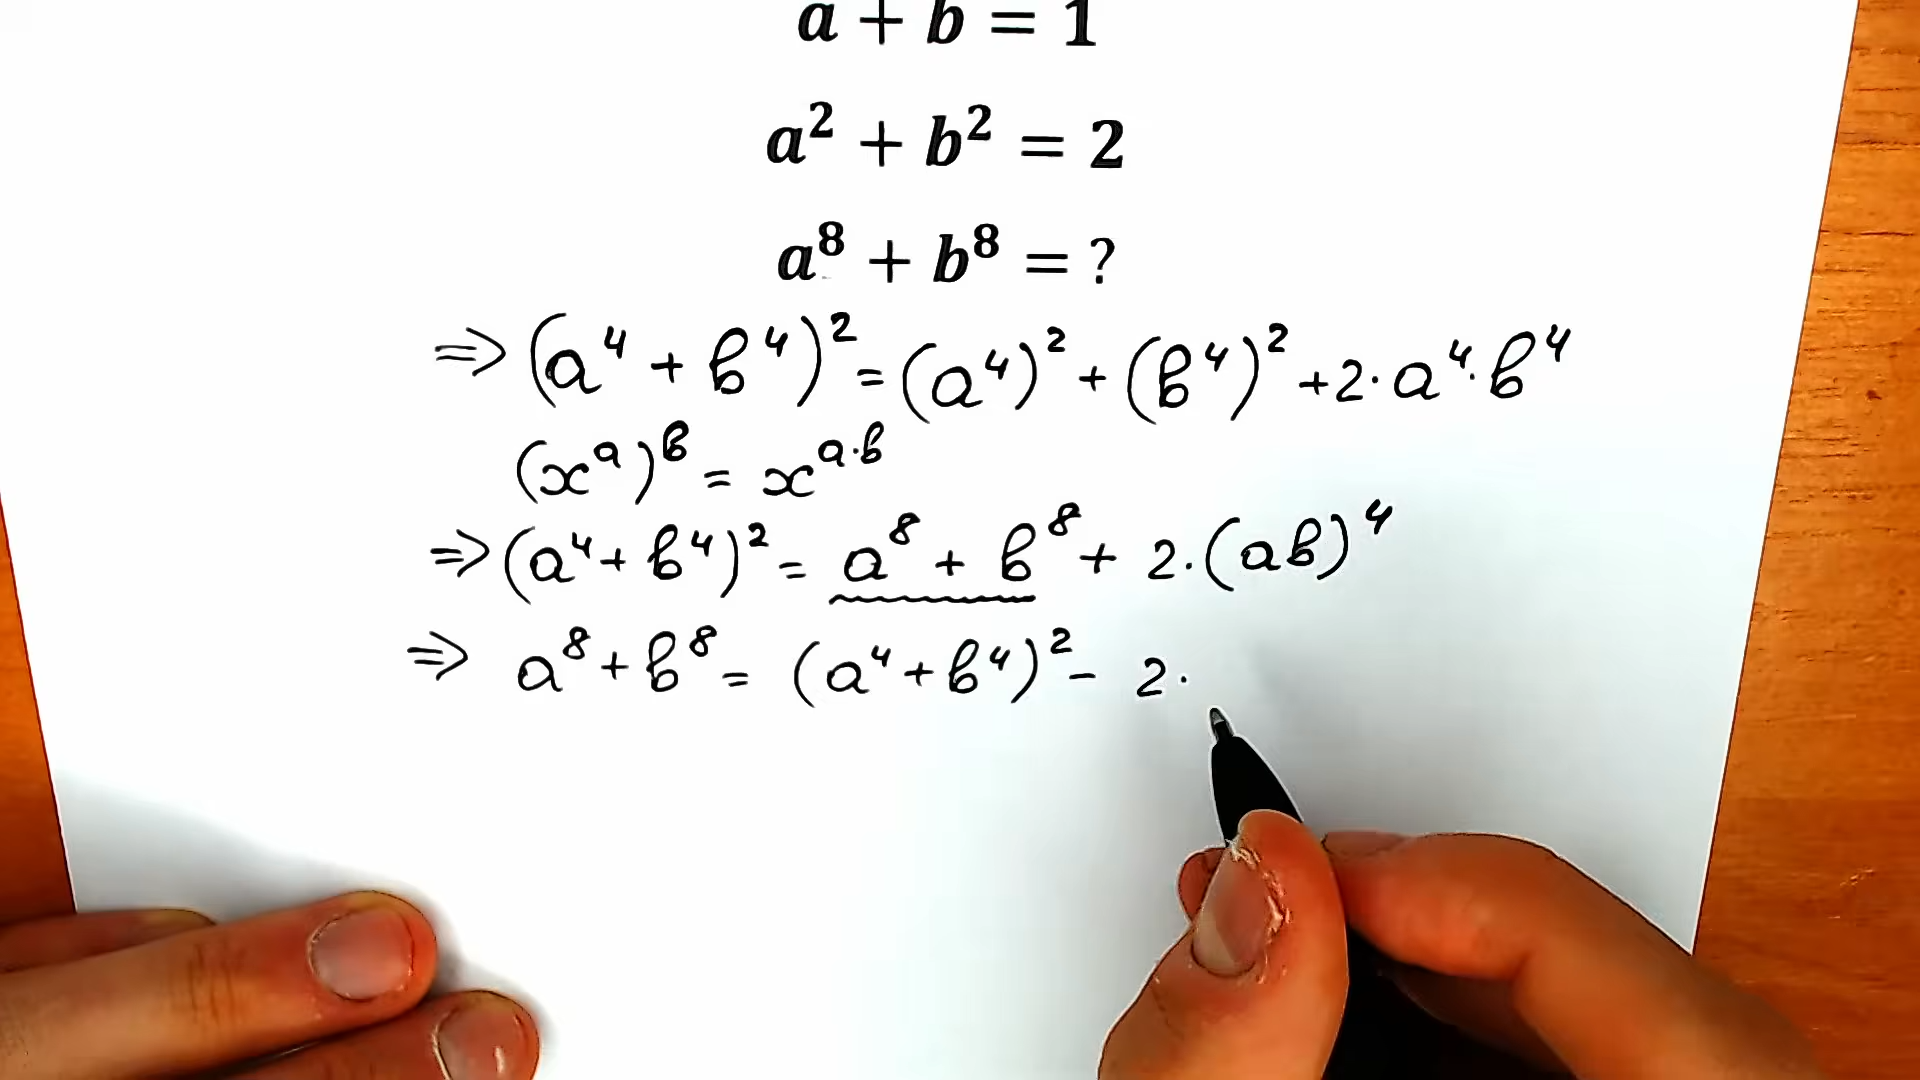 a + b = 1
a² + b² = 2
a⁸ + b⁸ = ?
⇒ (a⁴ + b⁴)² = (a⁴)² + (b⁴)² + 2·a⁴·b⁴
(xᵃ)ᵇ = xᵃ·ᵇ
⇒ (a⁴ + b⁴)² = a⁸ + b⁸ + 2·(ab)⁴
⇒ a⁸ + b⁸ = (a⁴ + b⁴)² - 2·